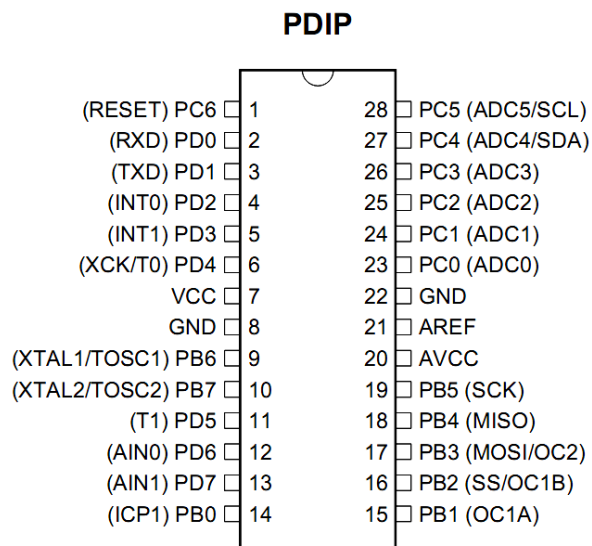 PDIP
(RESET) PC6 1 28 PC5 (ADC5/SCL)
(RXD) PD0 2 27 PC4 (ADC4/SDA)
(TXD) PD1 3 26 PC3 (ADC3)
(INT0) PD2 4 25 PC2 (ADC2)
(INT1) PD3 5 24 PC1 (ADC1)
(XCK/T0) PD4 6 23 PC0 (ADC0)
VCC 7 22 GND
GND 8 21 AREF
(XTAL1/TOSC1) PB6 9 20 AVCC
(XTAL2/TOSC2) PB7 10 19 PB5 (SCK)
(T1) PD5 11 18 PB4 (MISO)
(AIN0) PD6 12 17 PB3 (MOSI/OC2)
(AIN1) PD7 13 16 PB2 (SS/OC1B)
(ICP1) PB0 14 15 PB1 (OC1A)